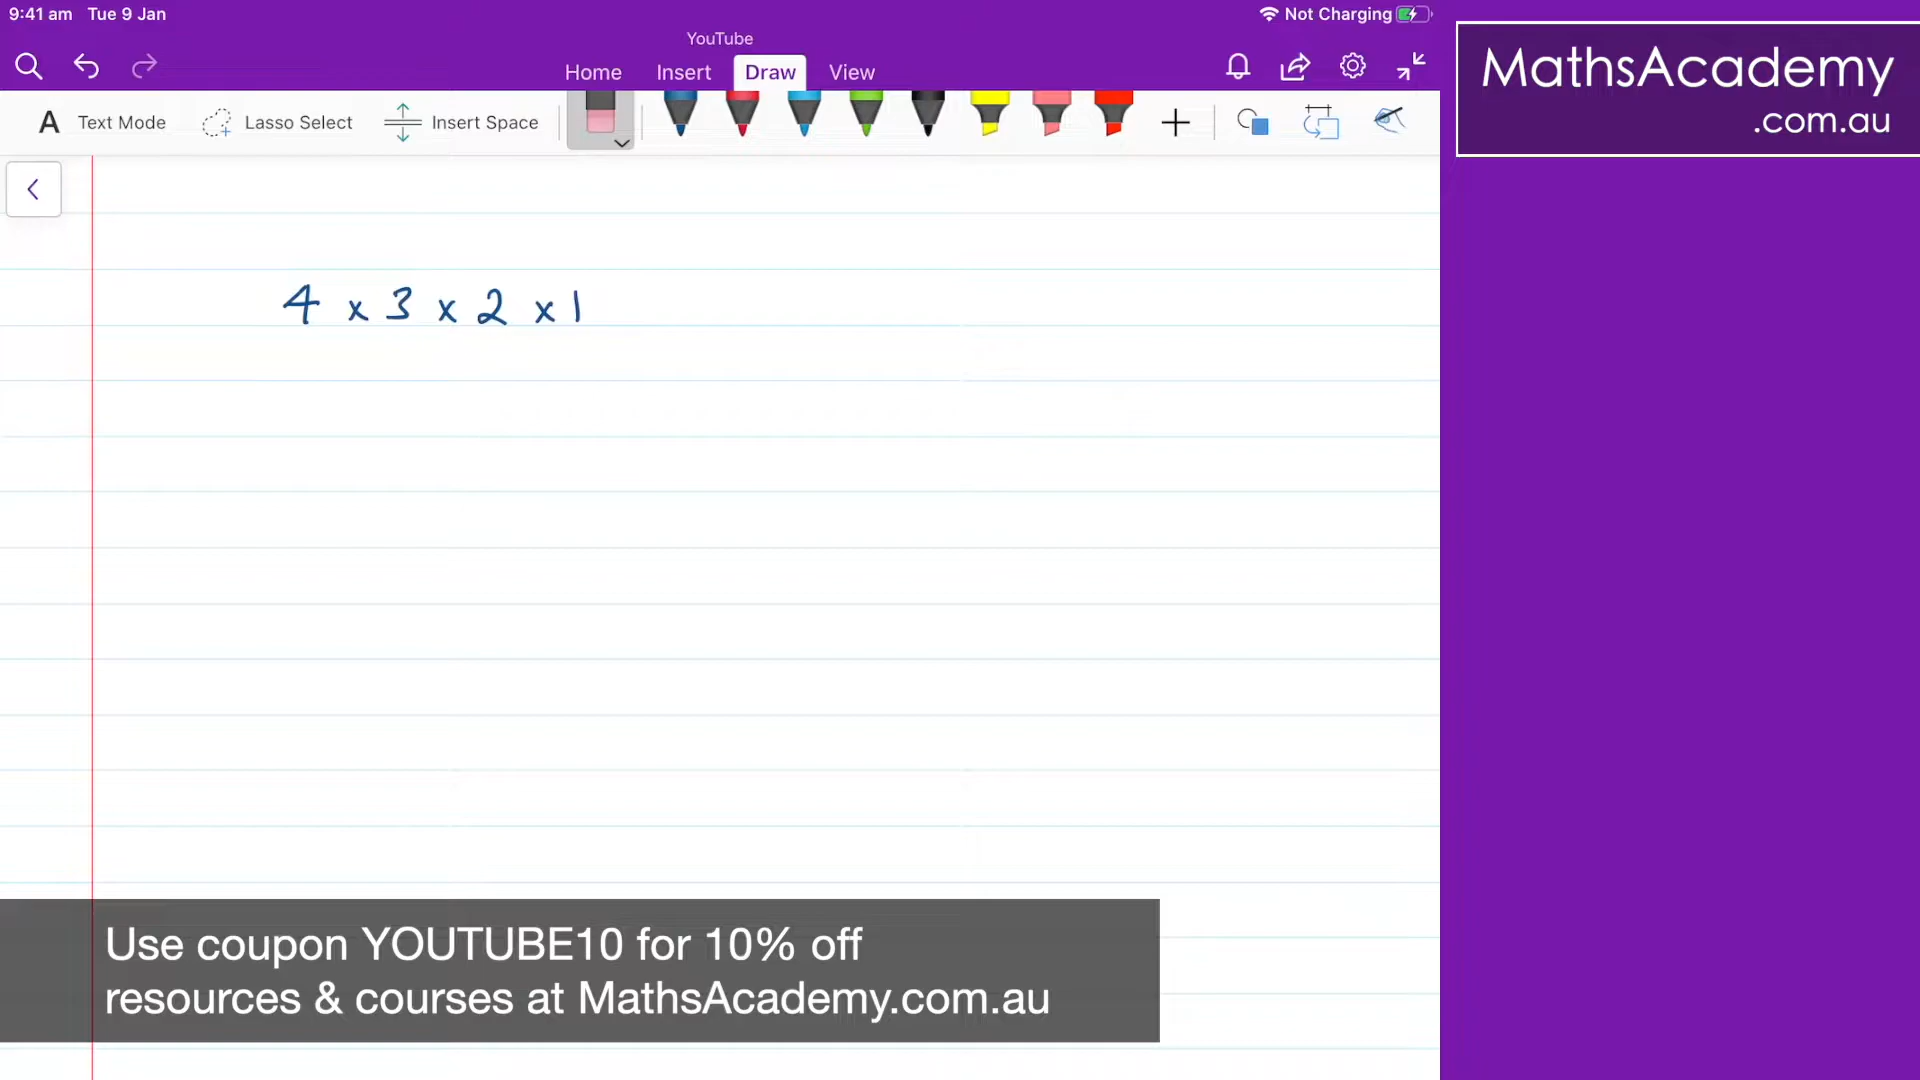 9:41 am Tue 9 Jan
Not Charging
YouTube
Home Insert Draw View
A Text Mode Lasso Select Insert Space
MathsAcademy
.com.au
4 x 3 x 2 x 1
Use coupon YOUTUBE10 for 10% off
resources & courses at MathsAcademy.com.au